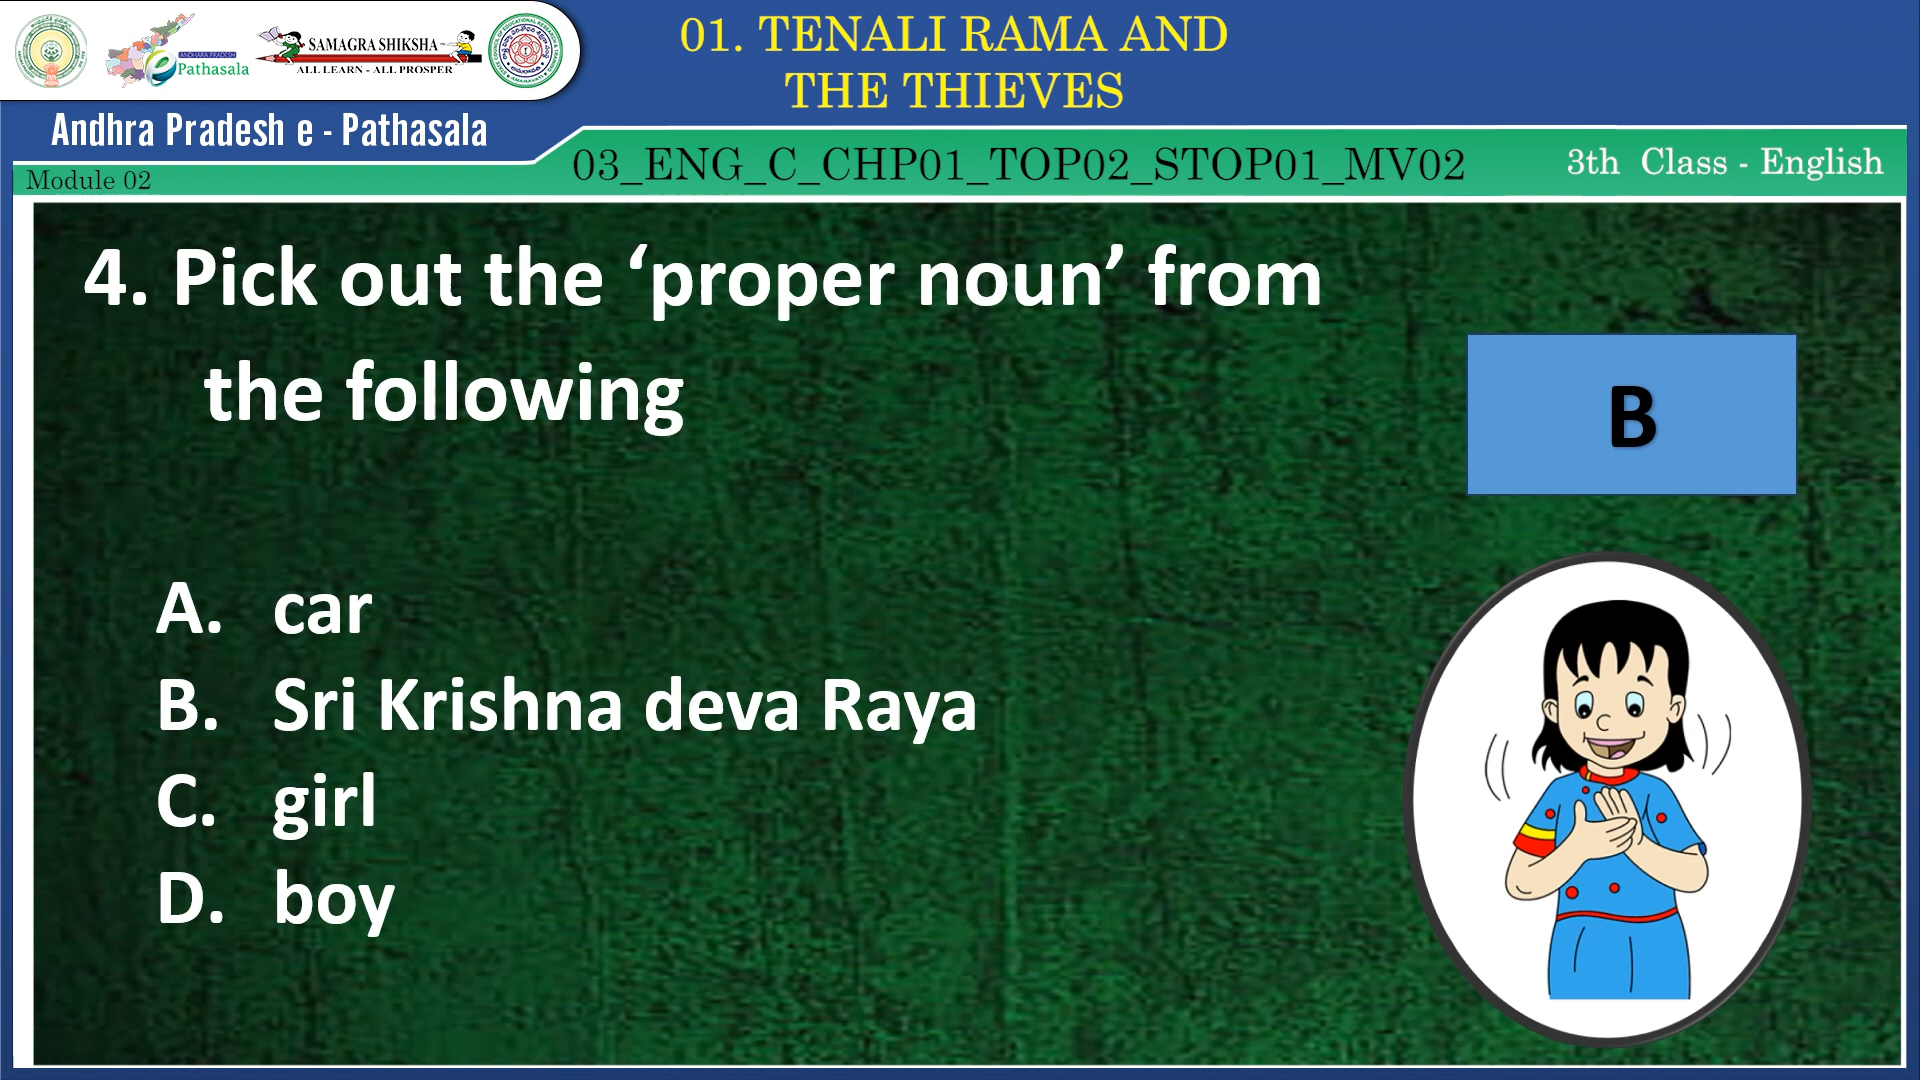 ANDHRA PRADESH
e Pathasala
SAMAGRA SHIKSHA
ALL LEARN - ALL PROSPER
01. TENALI RAMA AND
THE THIEVES
Andhra Pradesh e - Pathasala
Module 02
03_ENG_C_CHP01_TOP02_STOP01_MV02
3th Class - English
4. Pick out the ‘proper noun’ from
the following
B
A. car
B. Sri Krishna deva Raya
C. girl
D. boy